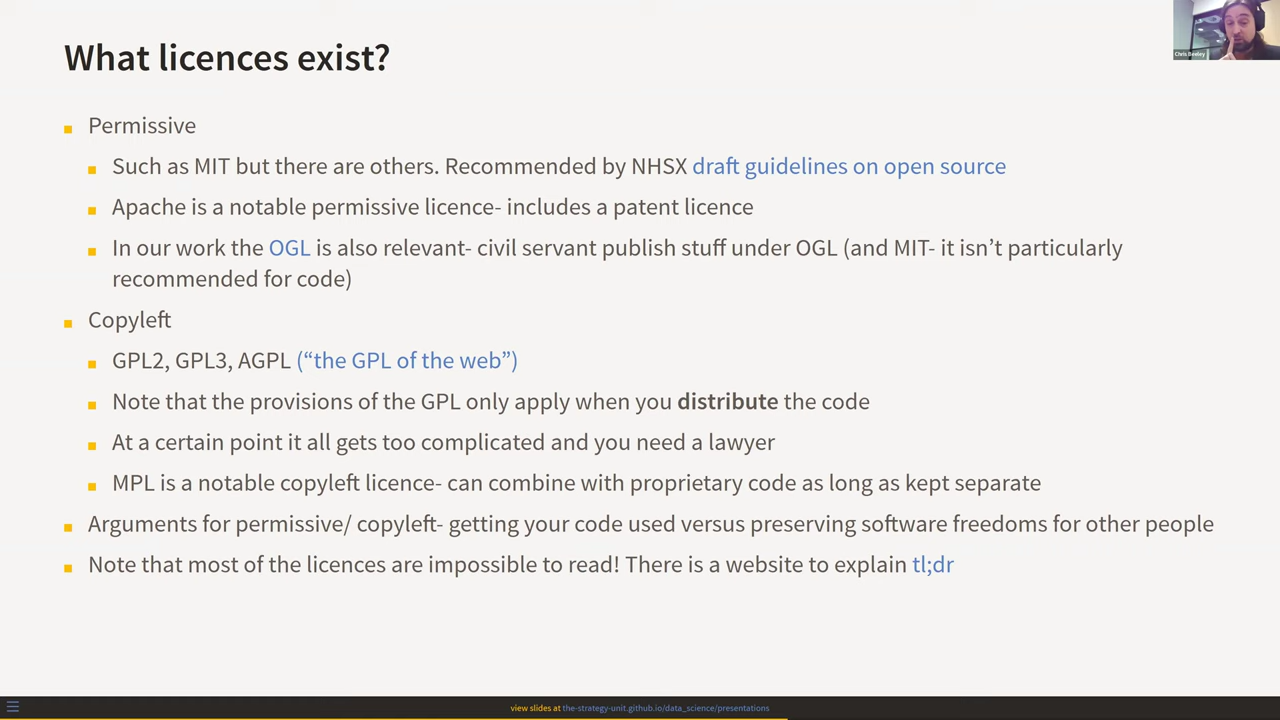 What licences exist?
Chris Beeley
Permissive
Such as MIT but there are others. Recommended by NHSX draft guidelines on open source
Apache is a notable permissive licence- includes a patent licence
In our work the OGL is also relevant- civil servant publish stuff under OGL (and MIT- it isn’t particularly
recommended for code)
Copyleft
GPL2, GPL3, AGPL (“the GPL of the web”)
Note that the provisions of the GPL only apply when you distribute the code
At a certain point it all gets too complicated and you need a lawyer
MPL is a notable copyleft licence- can combine with proprietary code as long as kept separate
Arguments for permissive/ copyleft- getting your code used versus preserving software freedoms for other people
Note that most of the licences are impossible to read! There is a website to explain tl;dr
view slides at the-strategy-unit.github.io/data_science/presentations